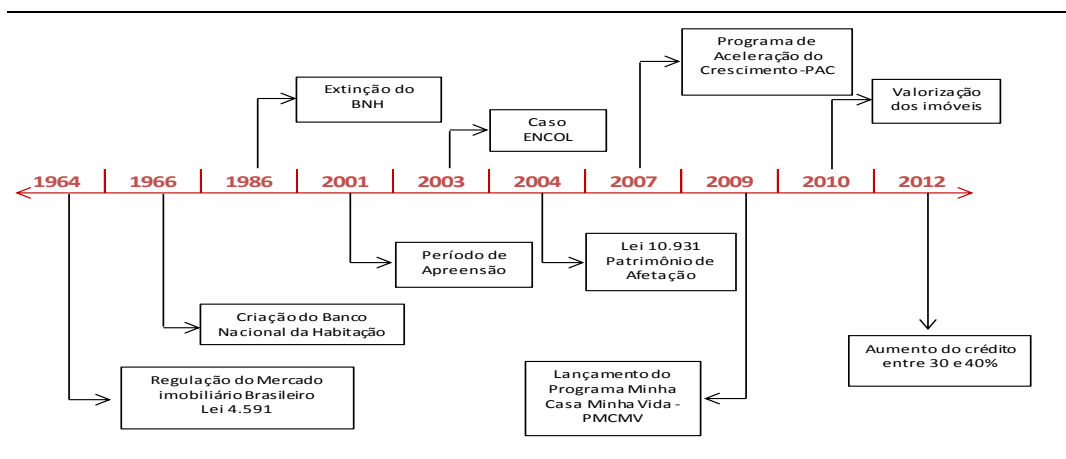 Programa de
Aceleração do
Crescimento -PAC
Extinção do
BNH
Valorização
dos imóveis
Caso
ENCOL
1964 1966 1986 2001 2003 2004 2007 2009 2010 2012
Período de
Apreensão
Lei 10.931
Patrimônio de
Afetação
Criação do Banco
Nacional da Habitação
Aumento do crédito
entre 30 e 40%
Regulação do Mercado
imobiliário Brasileiro
Lei 4.591
Lançamento do
Programa Minha
Casa Minha Vida -
PMCMV